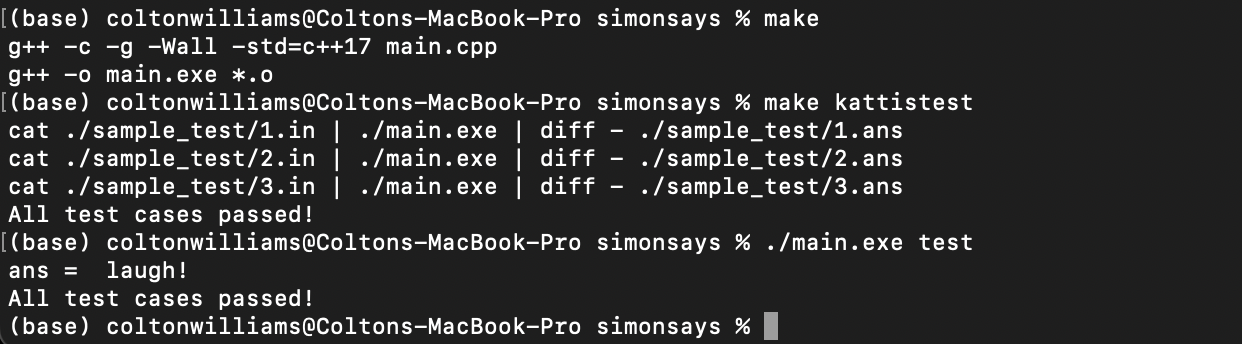 [(base) coltonwilliams@Coltons-MacBook-Pro simonsays % make
g++ -c -g -Wall -std=c++17 main.cpp
g++ -o main.exe *.o
[(base) coltonwilliams@Coltons-MacBook-Pro simonsays % make kattistest
cat ./sample_test/1.in | ./main.exe | diff - ./sample_test/1.ans
cat ./sample_test/2.in | ./main.exe | diff - ./sample_test/2.ans
cat ./sample_test/3.in | ./main.exe | diff - ./sample_test/3.ans
All test cases passed!
[(base) coltonwilliams@Coltons-MacBook-Pro simonsays % ./main.exe test
ans =  laugh!
All test cases passed!
(base) coltonwilliams@Coltons-MacBook-Pro simonsays %